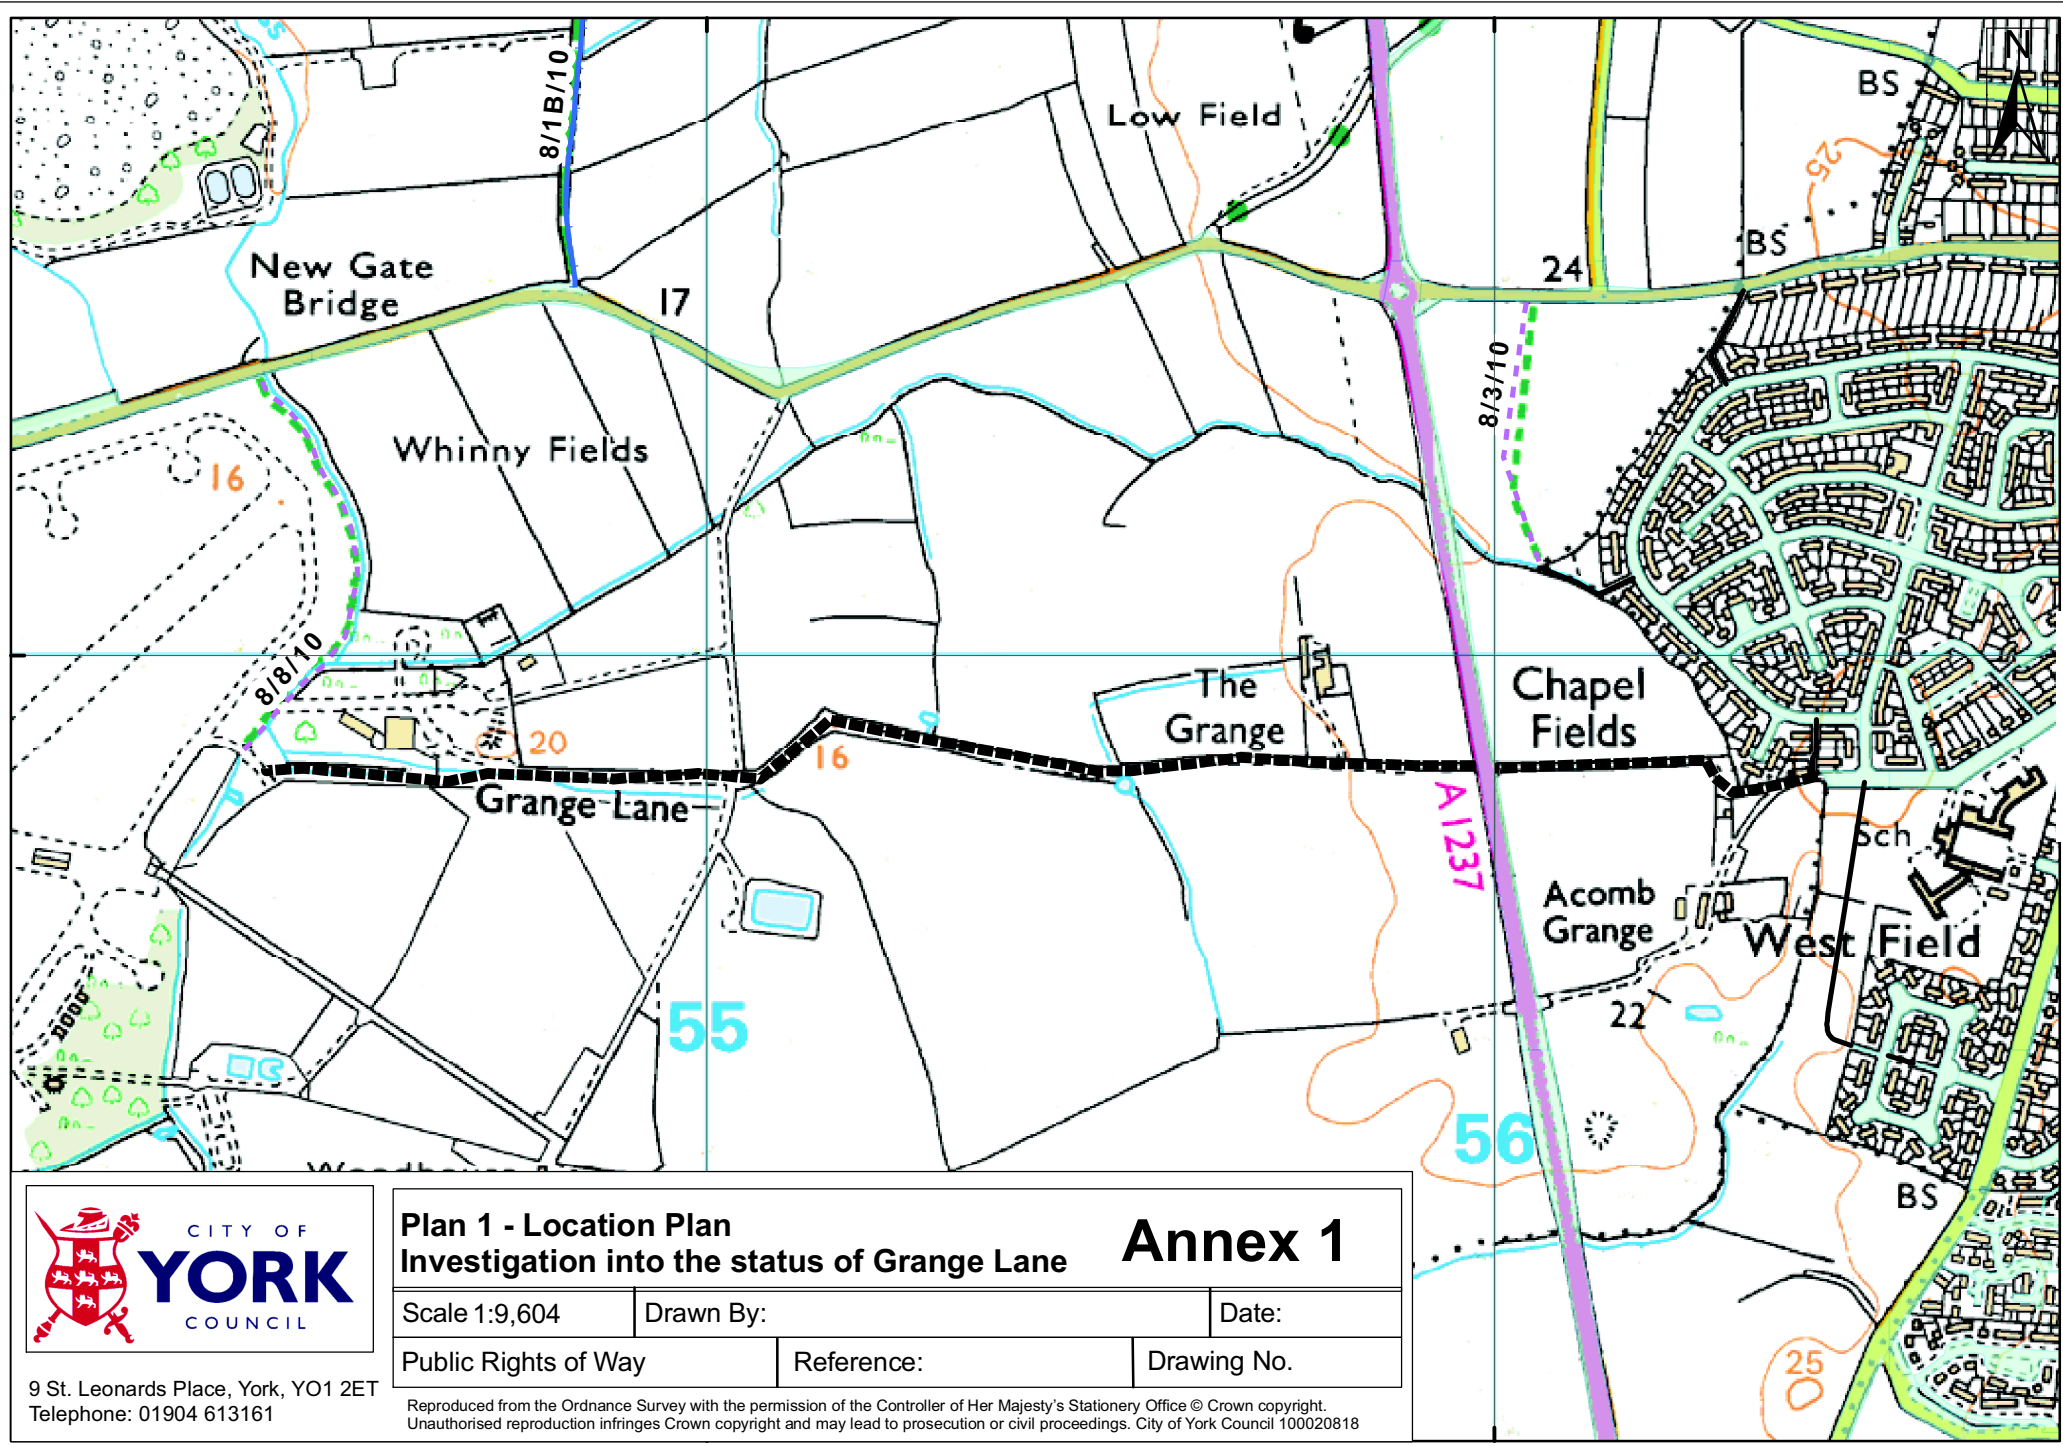 N
BS
8/1B/10
Low Field
25
BS
24
New Gate
Bridge
17
8/3/10
Whinny Fields
16
8/8/10
The
Grange
Chapel
Fields
20
16
Grange Lane
A1237
Sch
Acomb
Grange
West Field
55
22
56
BS
25
CITY OF
YORK
COUNCIL
9 St. Leonards Place, York, YO1 2ET
Telephone: 01904 613161
Plan 1 - Location Plan
Investigation into the status of Grange Lane
Annex 1
Scale 1:9,604
Drawn By:
Date:
Public Rights of Way
Reference:
Drawing No.
Reproduced from the Ordnance Survey with the permission of the Controller of Her Majesty's Stationery Office © Crown copyright.
Unauthorised reproduction infringes Crown copyright and may lead to prosecution or civil proceedings. City of York Council 100020818